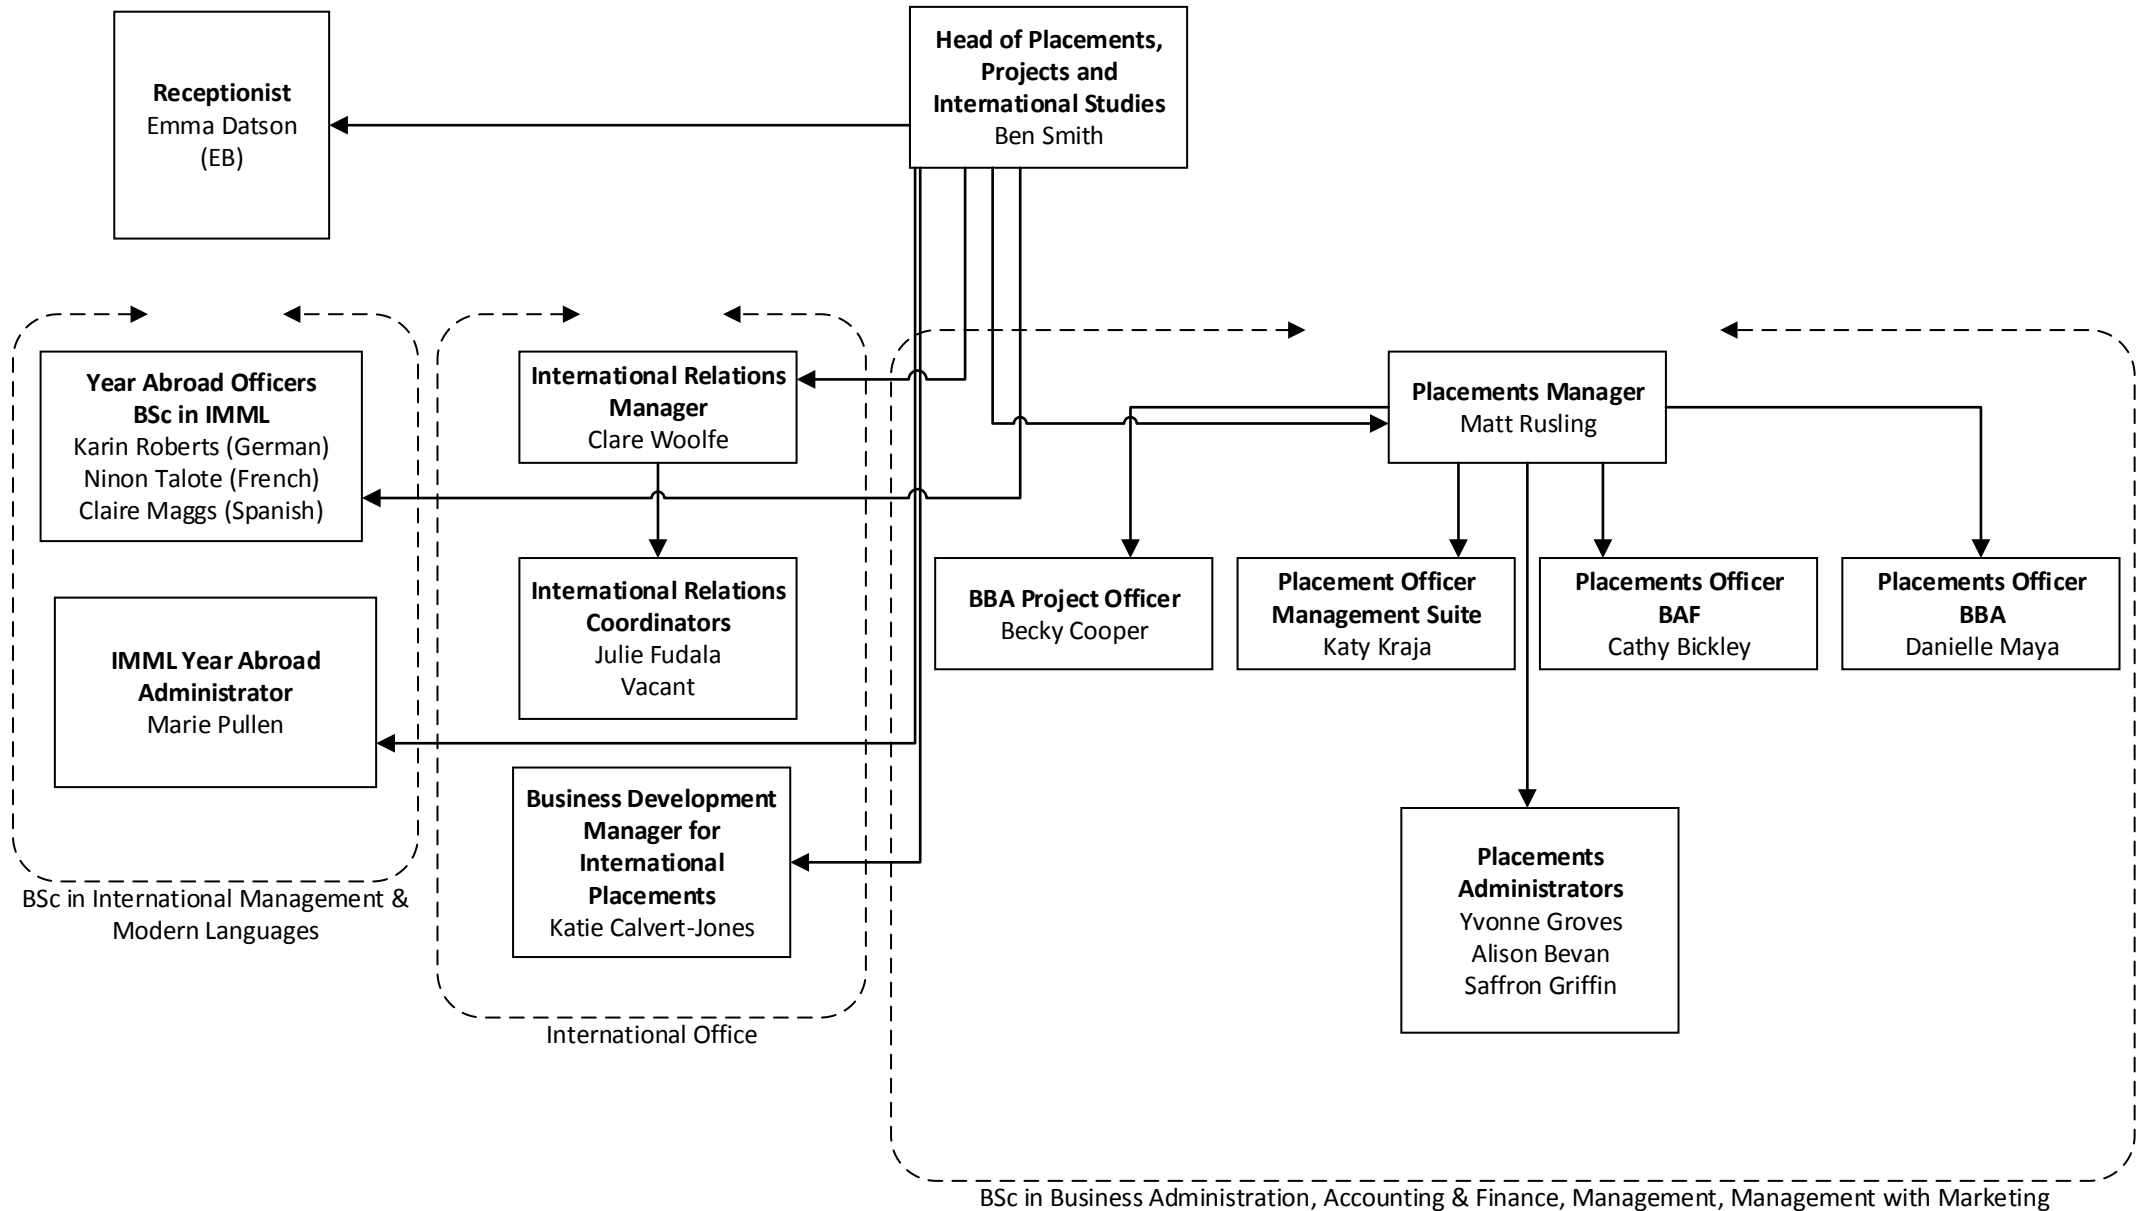 Head of Placements,
Projects and
International Studies
Ben Smith
Receptionist
Emma Datson
(EB)
Year Abroad Officers
BSc in IMML
Karin Roberts (German)
Ninon Talote (French)
Claire Maggs (Spanish)
IMML Year Abroad
Administrator
Marie Pullen
BSc in International Management &
Modern Languages
International Relations
Manager
Clare Woolfe
International Relations
Coordinators
Julie Fudala
Vacant
Business Development
Manager for
International
Placements
Katie Calvert-Jones
International Office
Placements Manager
Matt Rusling
BBA Project Officer
Becky Cooper
Placement Officer
Management Suite
Katy Kraja
Placements Officer
BAF
Cathy Bickley
Placements Officer
BBA
Danielle Maya
Placements
Administrators
Yvonne Groves
Alison Bevan
Saffron Griffin
BSc in Business Administration, Accounting & Finance, Management, Management with Marketing